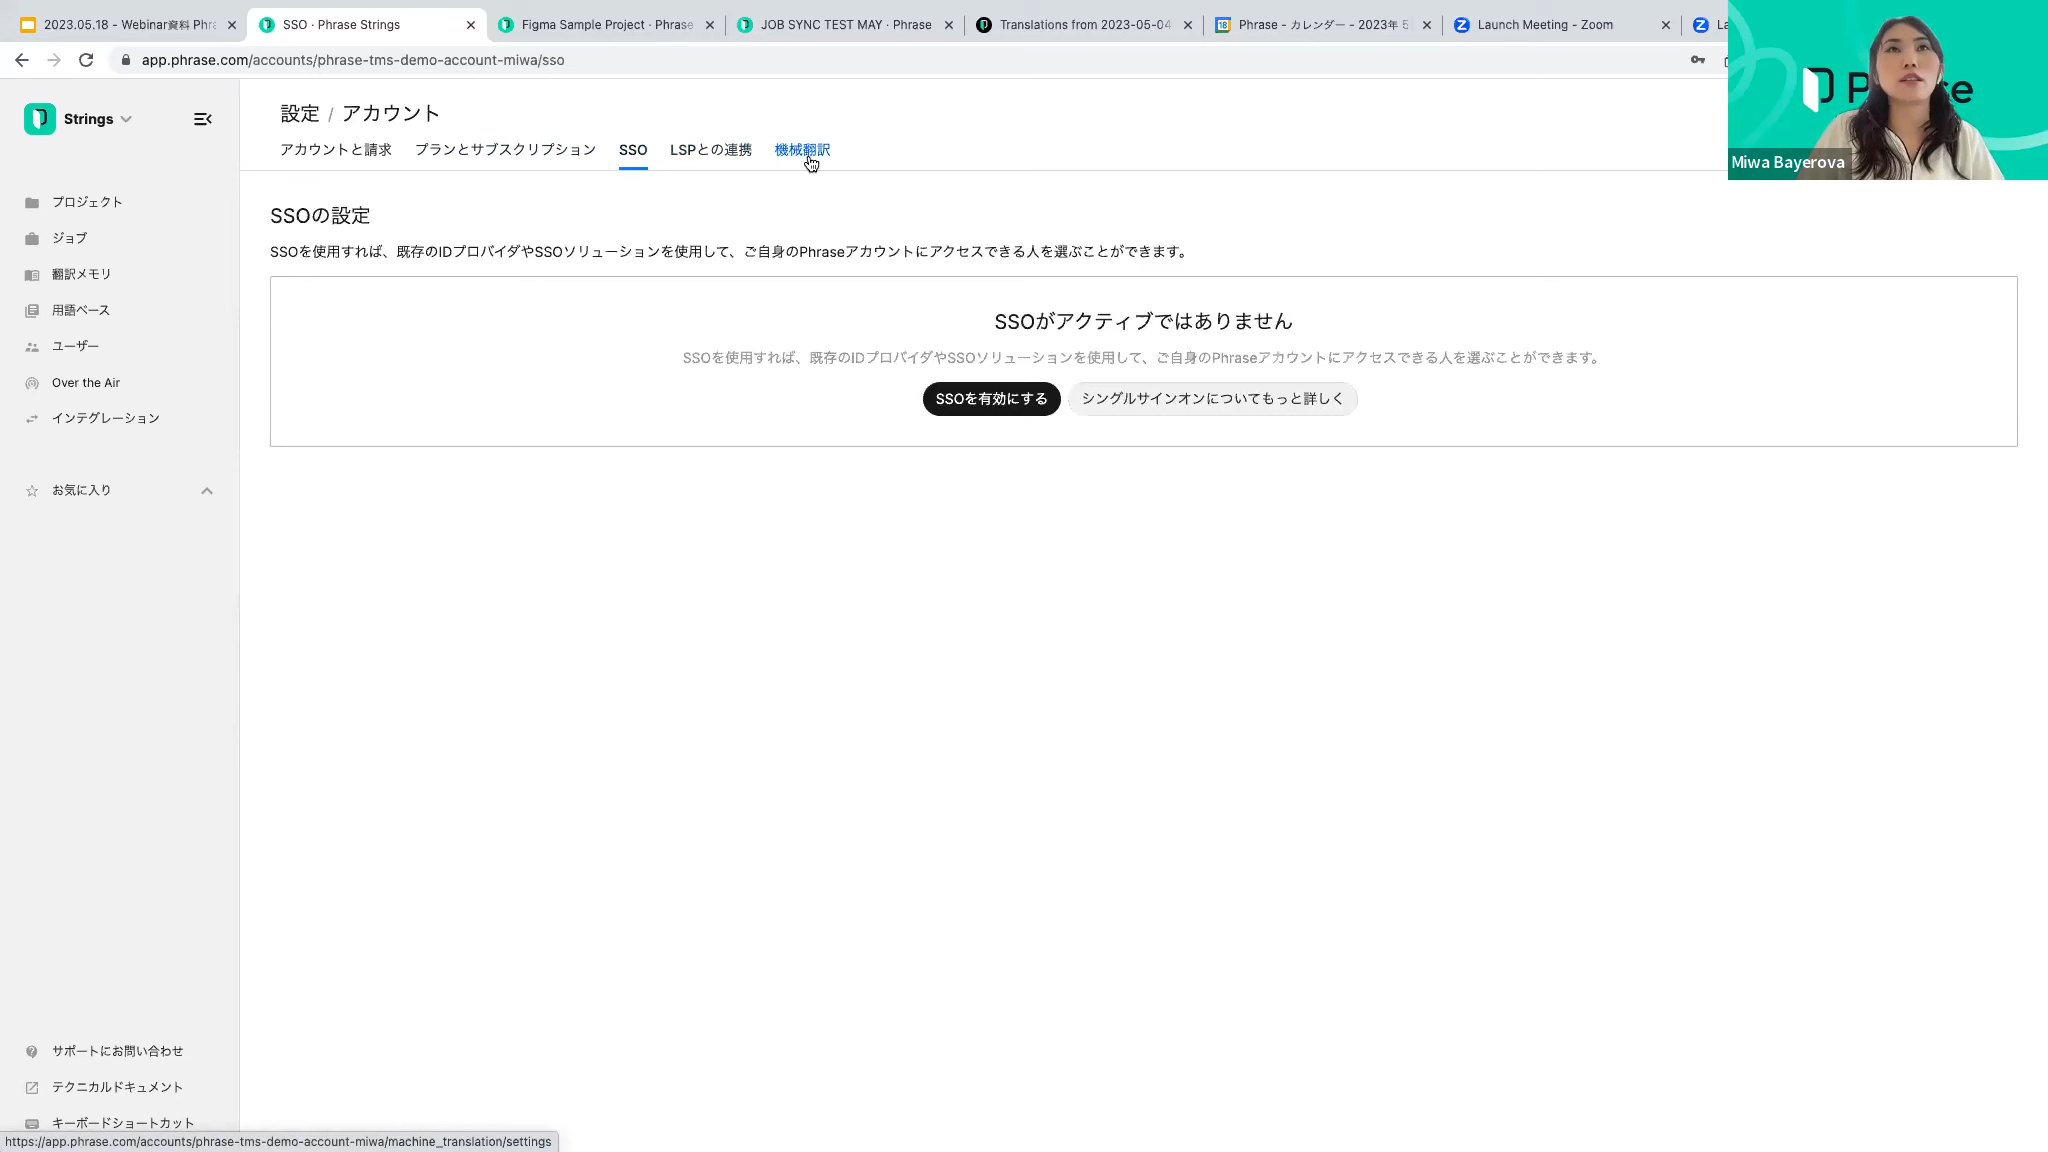 2023.05.18 - Webinar資料 Phra
SSO · Phrase Strings
Figma Sample Project · Phrase
JOB SYNC TEST MAY · Phrase
Translations from 2023-05-04
Phrase - カレンダー - 2023年 5
Launch Meeting - Zoom
La
app.phrase.com/accounts/phrase-tms-demo-account-miwa/sso
Miwa Bayerova
Strings
プロジェクト
ジョブ
翻訳メモリ
用語ベース
ユーザー
Over the Air
インテグレーション
お気に入り
サポートにお問い合わせ
テクニカルドキュメント
キーボードショートカット
設定 / アカウント
アカウントと請求 プランとサブスクリプション SSO LSPとの連携 機械翻訳
SSOの設定
SSOを使用すれば、既存のIDプロバイダやSSOソリューションを使用して、ご自身のPhraseアカウントにアクセスできる人を選ぶことができます。
SSOがアクティブではありません
SSOを使用すれば、既存のIDプロバイダやSSOソリューションを使用して、ご自身のPhraseアカウントにアクセスできる人を選ぶことができます。
SSOを有効にする シングルサインオンについてもっと詳しく
https://app.phrase.com/accounts/phrase-tms-demo-account-miwa/machine_translation/settings